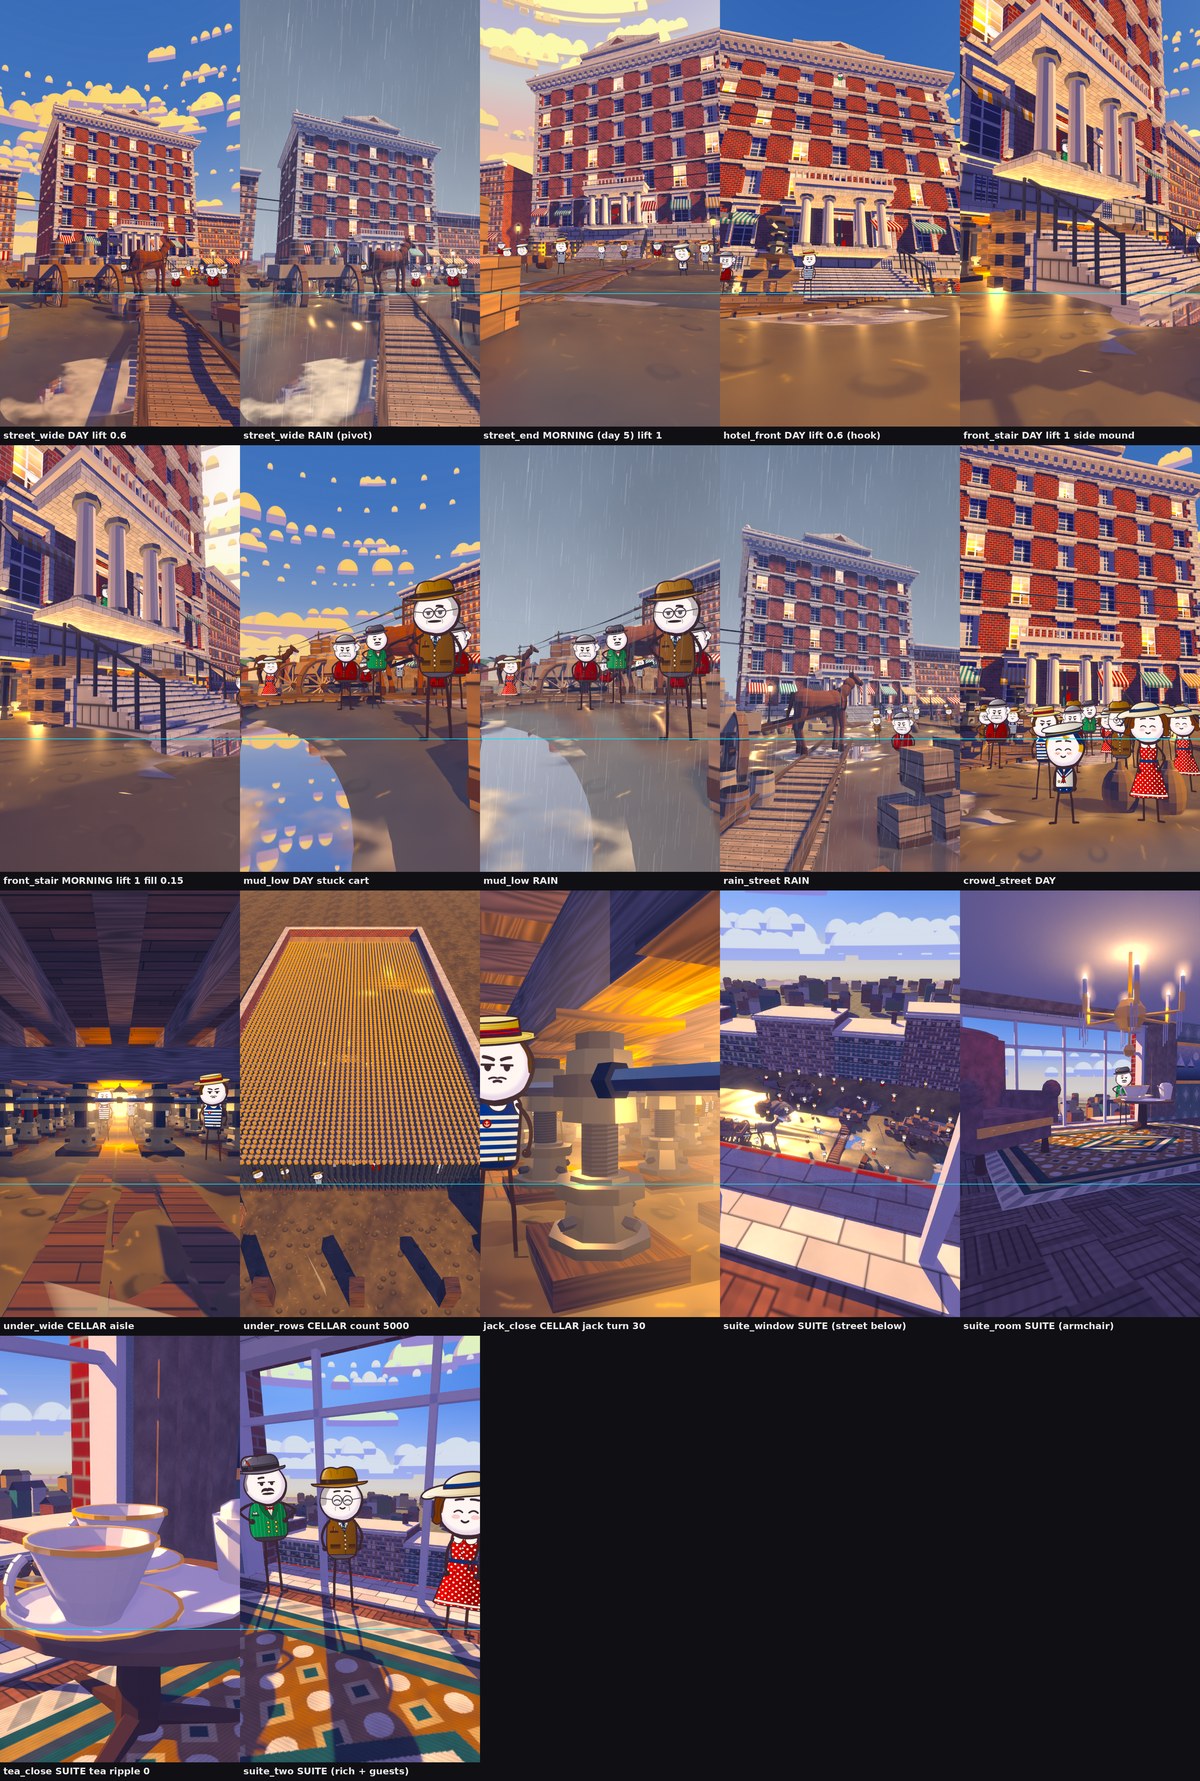 street_wide DAY lift 0.6
street_wide RAIN (pivot)
street_end MORNING (day 5) lift 1
hotel_front DAY lift 0.6 (hook)
front_stair DAY lift 1 side mound
front_stair MORNING lift 1 fill 0.15
mud_low DAY stuck cart
mud_low RAIN
rain_street RAIN
crowd_street DAY
under_wide CELLAR aisle
under_rows CELLAR count 5000
jack_close CELLAR jack turn 30
suite_window SUITE (street below)
suite_room SUITE (armchair)
tea_close SUITE tea ripple 0
suite_two SUITE (rich + guests)